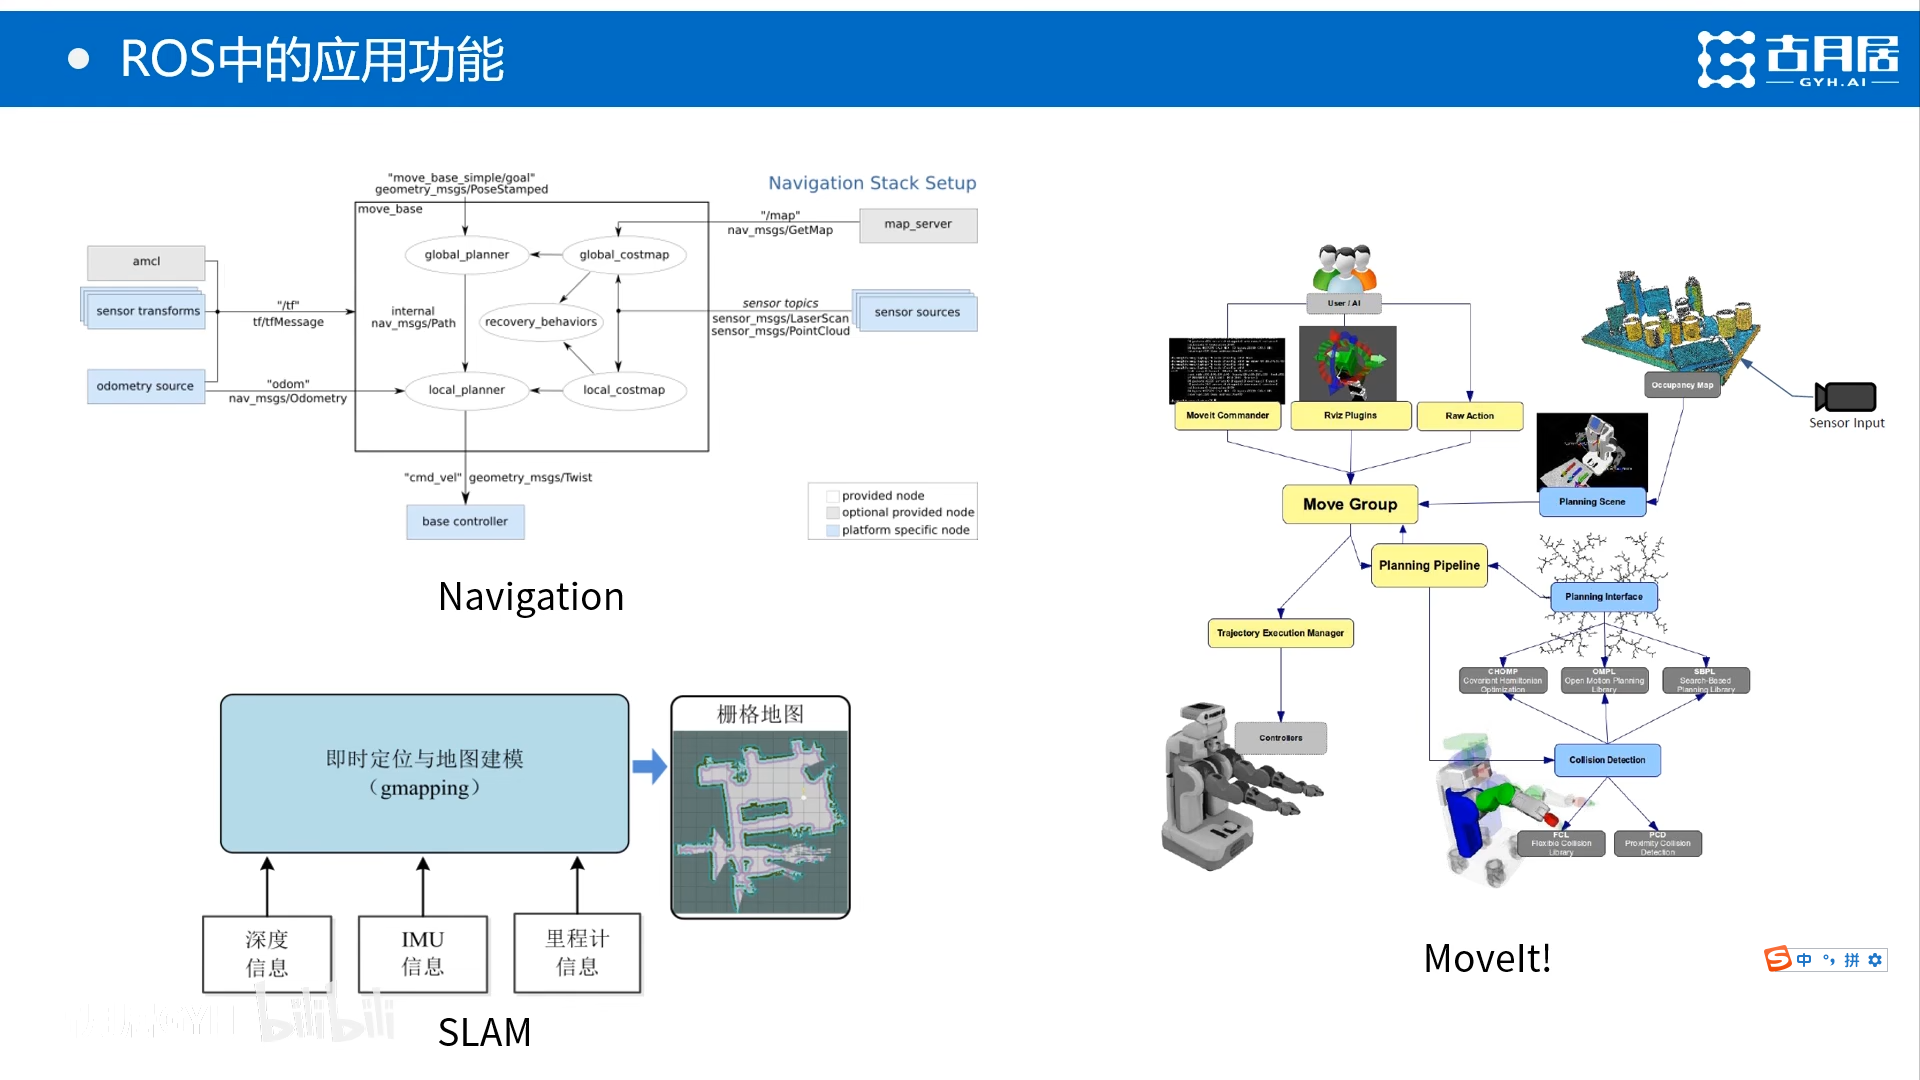 ROS中的应用功能
古月居
GYH.AI
"move_base_simple/goal"
geometry_msgs/PoseStamped
Navigation Stack Setup
move_base
"/map"
nav_msgs/GetMap
map_server
global_planner
global_costmap
amcl
sensor transforms
"/tf"
tf/tfMessage
internal
nav_msgs/Path
recovery_behaviors
sensor topics
sensor_msgs/LaserScan
sensor_msgs/PointCloud
sensor sources
odometry source
"odom"
nav_msgs/Odometry
local_planner
local_costmap
"cmd_vel"
geometry_msgs/Twist
base controller
provided node
optional provided node
platform specific node
Navigation
即时定位与地图建模
（gmapping）
栅格地图
深度
信息
IMU
信息
里程计
信息
bilibili
SLAM
User / AI
MoveIt Commander
Rviz Plugins
Raw Action
Occupancy Map
Sensor Input
Move Group
Planning Scene
Planning Pipeline
Planning Interface
Trajectory Execution Manager
CHOMP
Covariant Hamiltonian
Optimization
OMPL
Open Motion Planning
Library
SBPL
Search-Based
Planning Library
Controllers
Collision Detection
FCL
Flexible Collision
Library
PCD
Proximity Collision
Detection
MoveIt!
中 拼